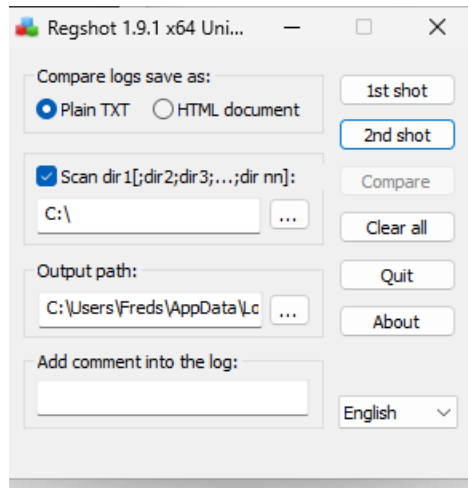 Regshot 1.9.1 x64 Uni...
Compare logs save as:
Plain TXT
HTML document
1st shot
2nd shot
Scan dir1[;dir2;dir3;...;dir nn]:
Compare
C:\
...
Clear all
Output path:
Quit
C:\Users\Freds\AppData\Lo
...
About
Add comment into the log:
English